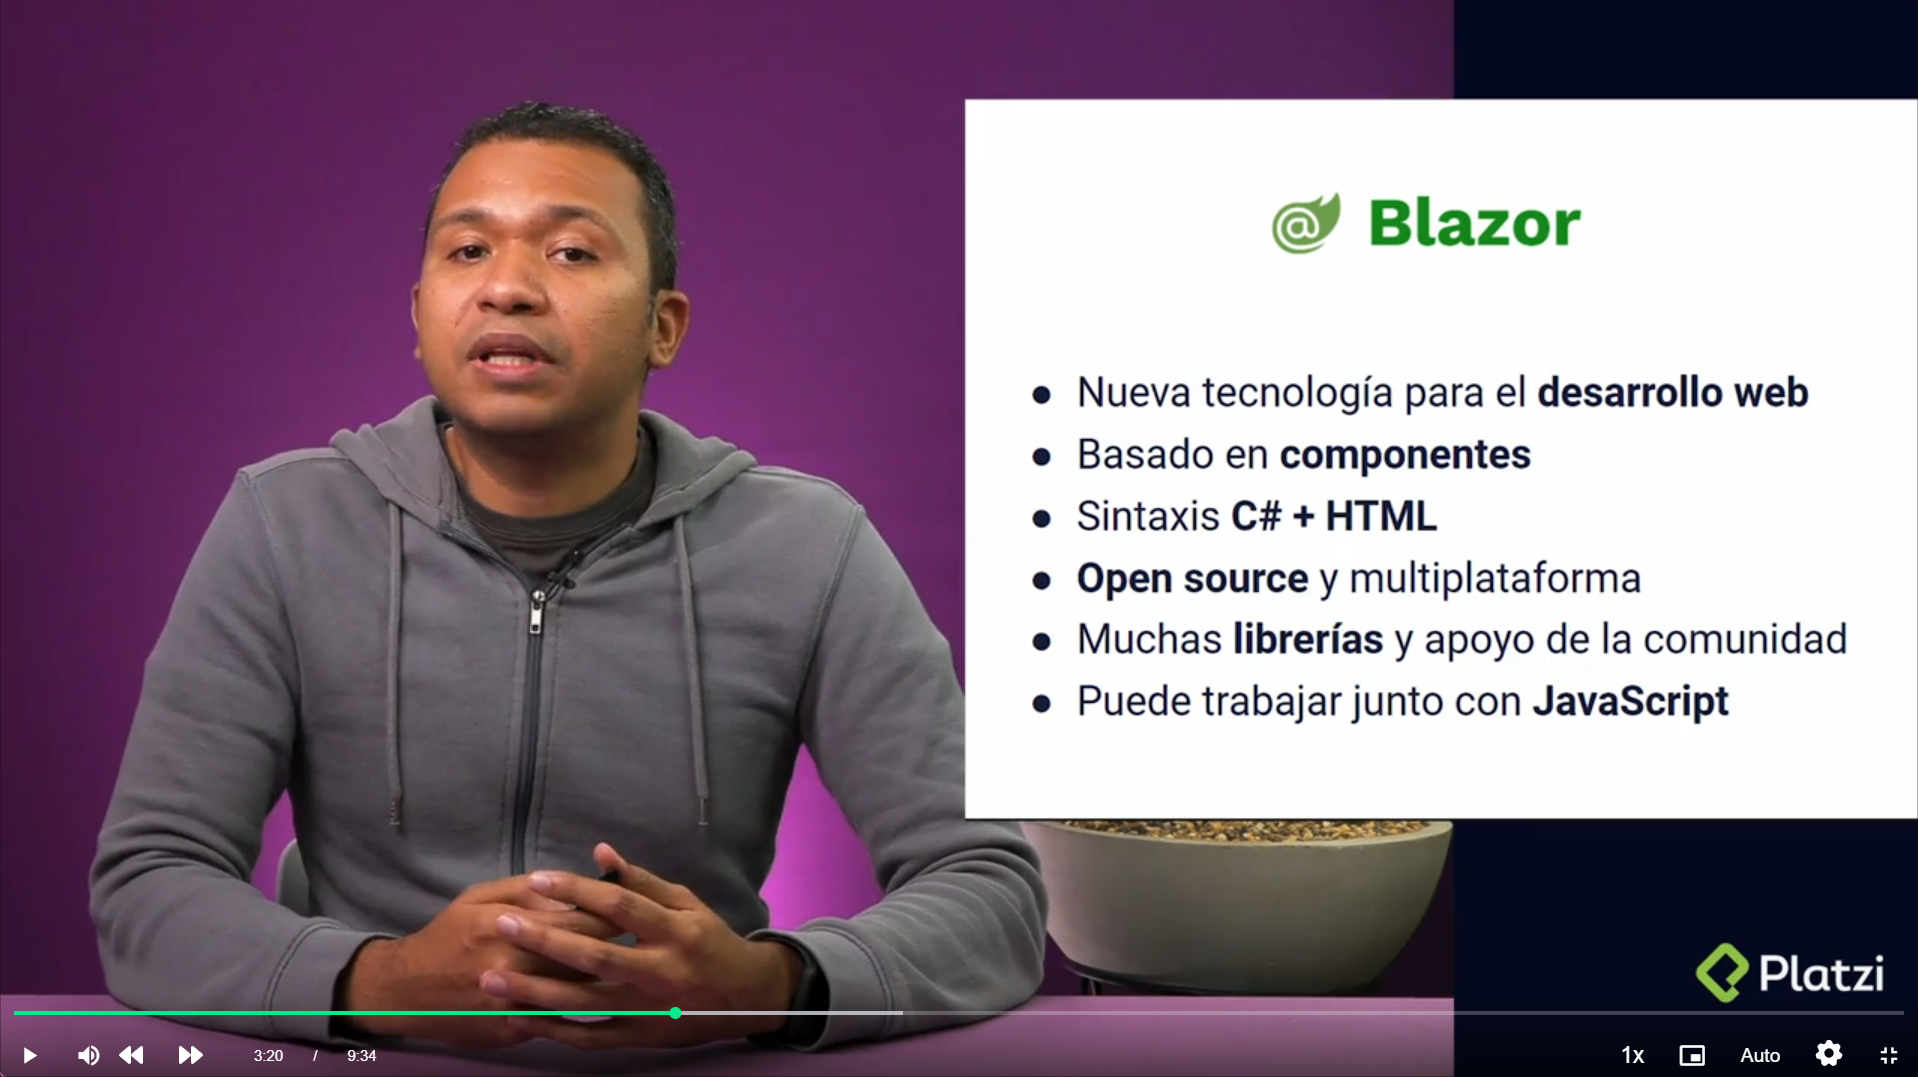 @ Blazor
Nueva tecnología para el desarrollo web
Basado en componentes
Sintaxis C# + HTML
Open source y multiplataforma
Muchas librerías y apoyo de la comunidad
Puede trabajar junto con JavaScript
Platzi
3:20 / 9:34
1x
Auto